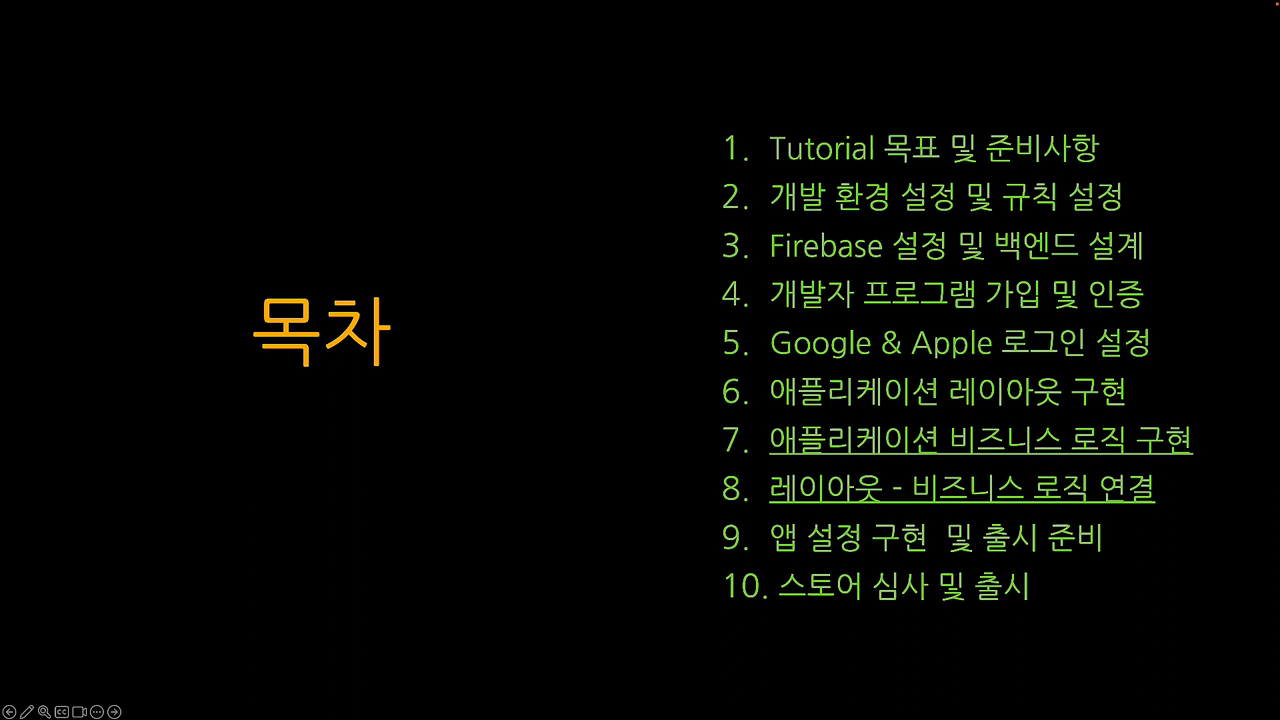 목차
1. Tutorial 목표 및 준비사항
2. 개발 환경 설정 및 규칙 설정
3. Firebase 설정 및 백엔드 설계
4. 개발자 프로그램 가입 및 인증
5. Google & Apple 로그인 설정
6. 애플리케이션 레이아웃 구현
7. 애플리케이션 비즈니스 로직 구현
8. 레이아웃 - 비즈니스 로직 연결
9. 앱 설정 구현 및 출시 준비
10. 스토어 심사 및 출시